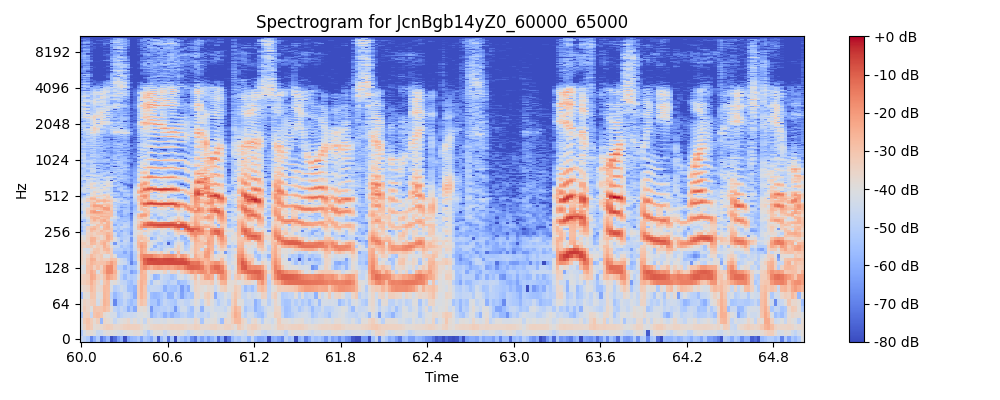 Spectrogram for JcnBgb14yZ0_60000_65000
Hz
8192
4096
2048
1024
512
256
128
64
0
60.0 60.6 61.2 61.8 62.4 63.0 63.6 64.2 64.8
Time
+0 dB
-10 dB
-20 dB
-30 dB
-40 dB
-50 dB
-60 dB
-70 dB
-80 dB